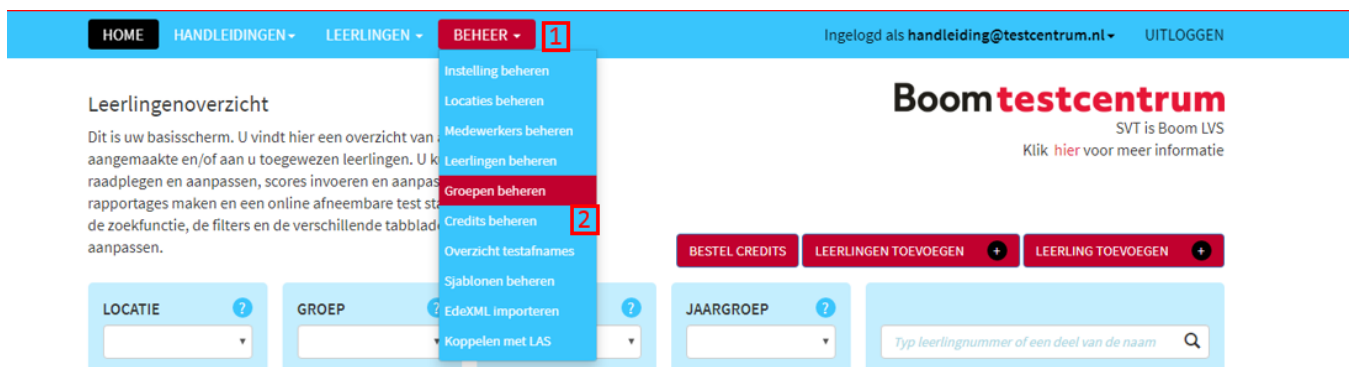 HOME HANDLEIDINGEN LEERLINGEN BEHEER 1 Ingelogd als handleiding@testcentrum.nl UITLOGGEN
Instelling beheren
Locaties beheren
Medewerkers beheren
Leerlingen beheren
Groepen beheren
Credits beheren 2
Overzicht testafnames
Sjablonen beheren
EdeXML importeren
Koppelen met LAS
Leerlingenoverzicht
Dit is uw basisscherm. U vindt hier een overzicht van
aangemaakte en/of aan u toegewezen leerlingen. U
raadplegen en aanpassen, scores invoeren en
rapportages maken en een online afneembare test
de zoekfunctie, de filters en de verschillende
aanpassen.
Boom testcentrum
SVT is Boom LVS
Klik hier voor meer informatie
BESTEL CREDITS LEERLINGEN TOEVOEGEN + LEERLING TOEVOEGEN +
LOCATIE ? GROEP ? ? JAARGROEP ?
Typ leerlingnummer of een deel van de naam